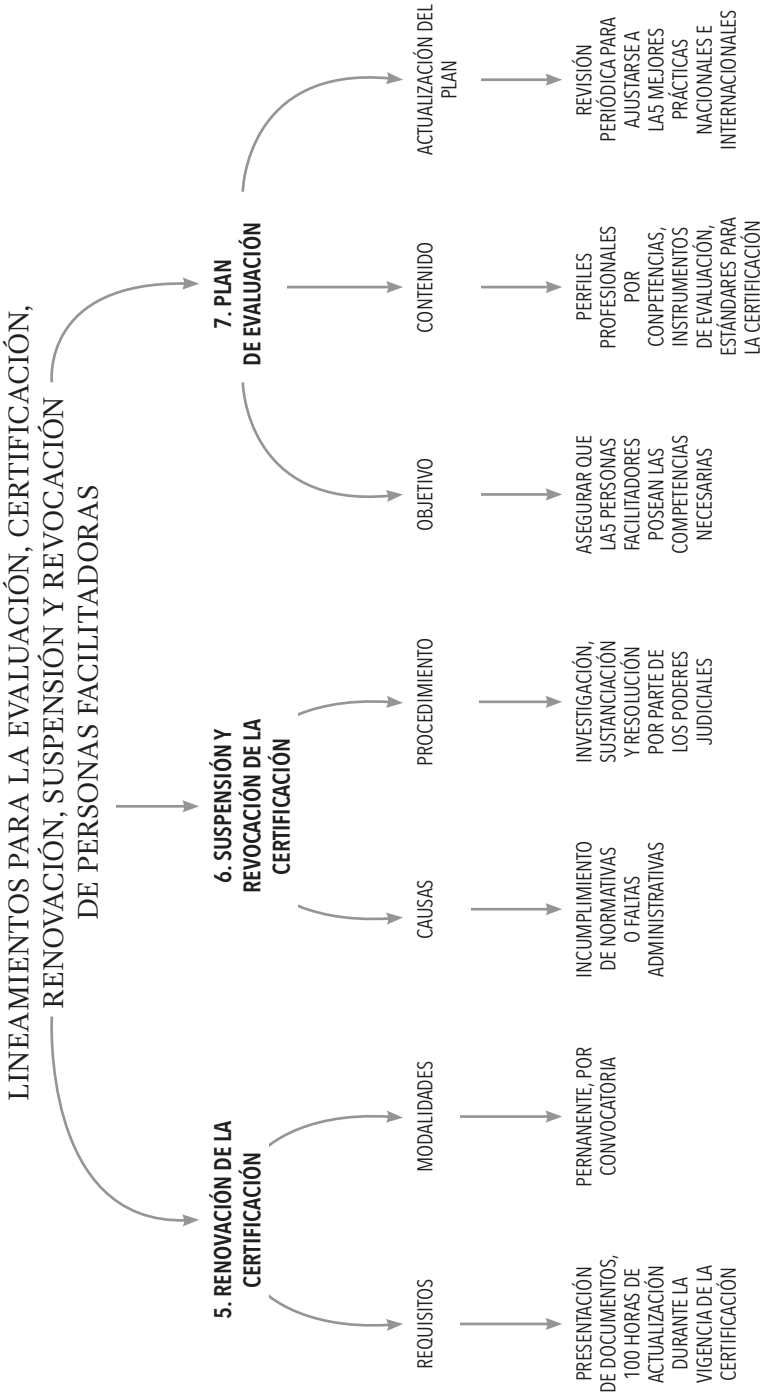 LINEAMIENTOS PARA LA EVALUACIÓN, CERTIFICACIÓN,
RENOVACIÓN, SUSPENSIÓN Y REVOCACIÓN
DE PERSONAS FACILITADORAS
5. RENOVACIÓN DE LA
CERTIFICACIÓN
REQUISITOS
PRESENTACIÓN
DE DOCUMENTOS,
100 HORAS DE
ACTUALIZACIÓN
DURANTE LA
VIGENCIA DE LA
CERTIFICACIÓN
MODALIDADES
PERNANENTE, POR
CONVOCATORIA
6. SUSPENSIÓN Y
REVOCACIÓN DE LA
CERTIFICACIÓN
CAUSAS
INCUMPLIMIENTO
DE NORMATIVAS
O FALTAS
ADMINISTRATIVAS
PROCEDIMIENTO
INVESTIGACIÓN,
SUSTANCIACIÓN
Y RESOLUCIÓN
POR PARTE DE
LOS PODERES
JUDICIALES
7. PLAN
DE EVALUACIÓN
OBJETIVO
ASEGURAR QUE
LA5 PERSONAS
FACILITADORES
POSEAN LAS
COMPETENCIAS
NECESARIAS
CONTENIDO
PERFILES
PROFESIONALES
POR
CONPETENCIAS,
INSTRUMENTOS
DE EVALUACIÓN,
ESTÁNDARES PARA
LA CERTIFICACIÓN
ACTUALIZACIÓN DEL
PLAN
REVISIÓN
PERIÓDICA PARA
AJUSTARSE A
LA5 MEJORES
PRÁCTICAS
NACIONALES E
INTERNACIONALES